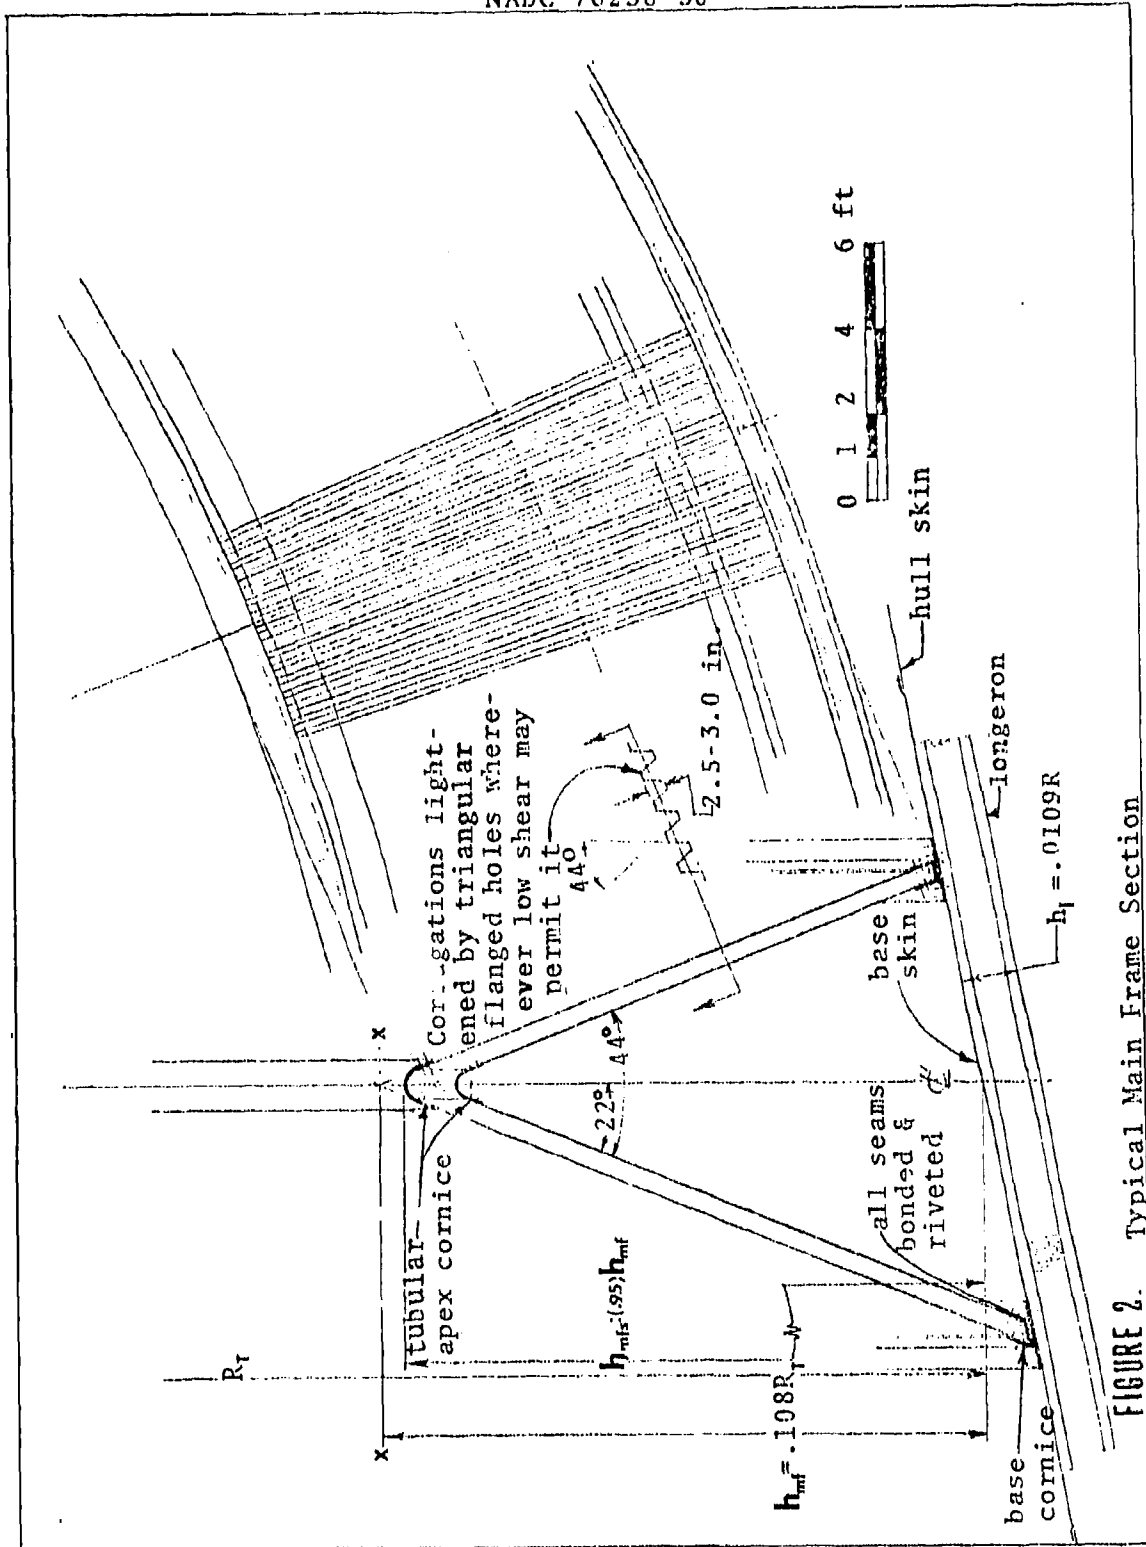 R_T
x
x
tubular
apex cornice
Cor..gations light-
ened by triangular
flanged holes where-
ever low shear may
permit it
44°
2.5-3.0 in.
22°
44°
h_mfs=(.95)h_mf
h_mf=.108R_T
all seams
bonded &
riveted
base
skin
hull skin
0 1 2 4 6 ft
longeron
h_l=.0109R
base
cornice
FIGURE 2. Typical Main Frame Section